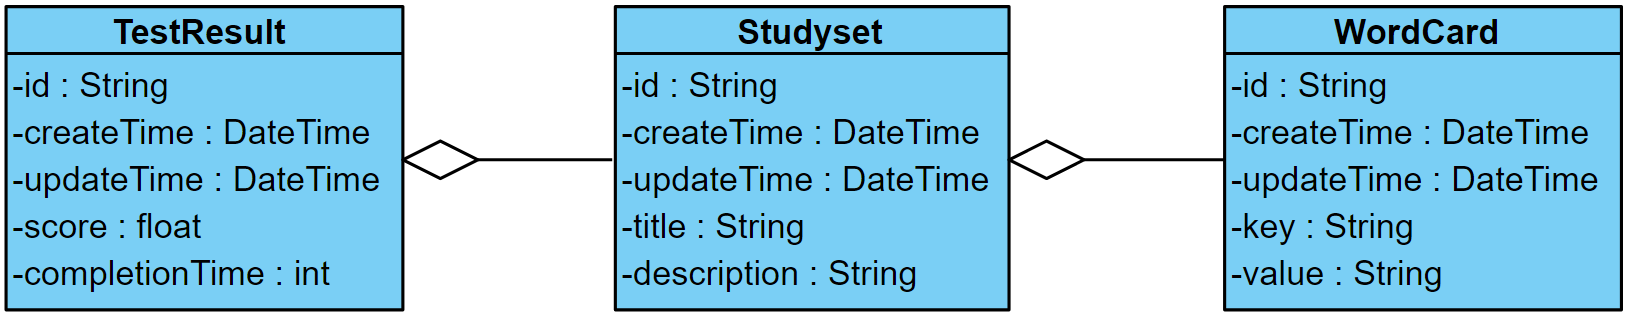 TestResult
-id : String
-createTime : DateTime
-updateTime : DateTime
-score : float
-completionTime : int
Studyset
-id : String
-createTime : DateTime
-updateTime : DateTime
-title : String
-description : String
WordCard
-id : String
-createTime : DateTime
-updateTime : DateTime
-key : String
-value : String